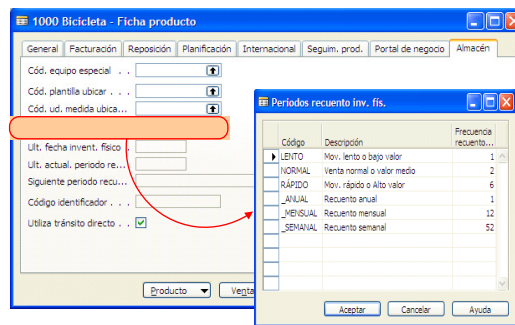 1000 Bicicleta - Ficha producto
General Facturación Reposición Planificación Internacional Seguim. prod. Portal de negocio Almacén
Cód. equipo especial . .
Cód. plantilla ubicar . . .
Cód. ud. medida ubica...
Ult. fecha invent. físico .
Ult. actual. periodo re...
Siguiente periodo recu...
Código identificador . . .
Utiliza tránsito directo . .
Producto
Periodos recuento inv. fís.
Código Descripción Frecuencia recuento...
LENTO Mov. lento o bajo valor 1
NORMAL Venta normal o valor medio 2
RÁPIDO Mov. rápido o Alto valor 6
_ANUAL Recuento anual 1
_MENSUAL Recuento mensual 12
_SEMANAL Recuento semanal 52
Aceptar Cancelar Ayuda